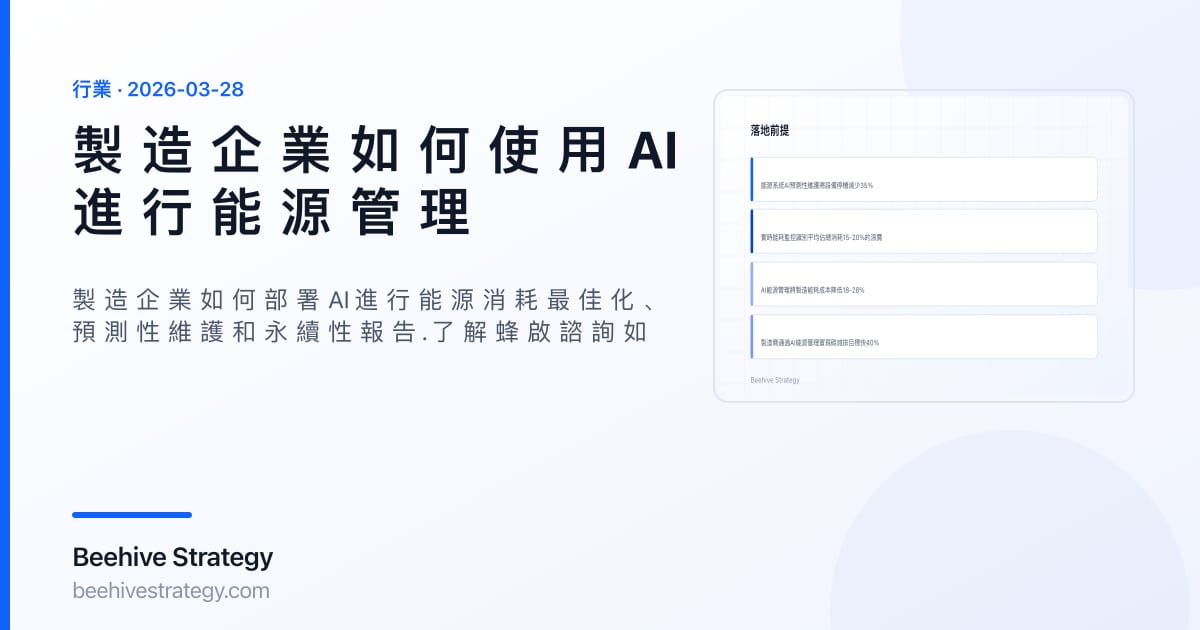 行業 · 2026-03-28
製造企業如何使用 AI
進行能源管理
製造企業如何部署AI進行能源消耗最佳化、
預測性維護和永續性報告.了解蜂啟諮詢如
落地前提
能源系統AI預測性維護將設備停機減少35%
實時能耗監控識別平均佔總消耗15-20%的浪費
AI能源管理將製造能耗成本降低18-28%
製造商通過AI能源管理實現碳減排目標快40%
Beehive Strategy
Beehive Strategy
beehivestrategy.com